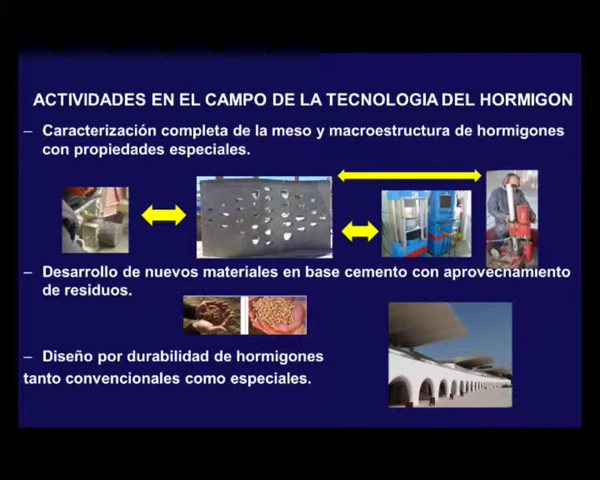 ACTIVIDADES EN EL CAMPO DE LA TECNOLOGIA DEL HORMIGON
– Caracterización completa de la meso y macroestructura de hormigones
con propiedades especiales.
– Desarrollo de nuevos materiales en base cemento con aprovechamiento
de residuos.
– Diseño por durabilidad de hormigones
tanto convencionales como especiales.